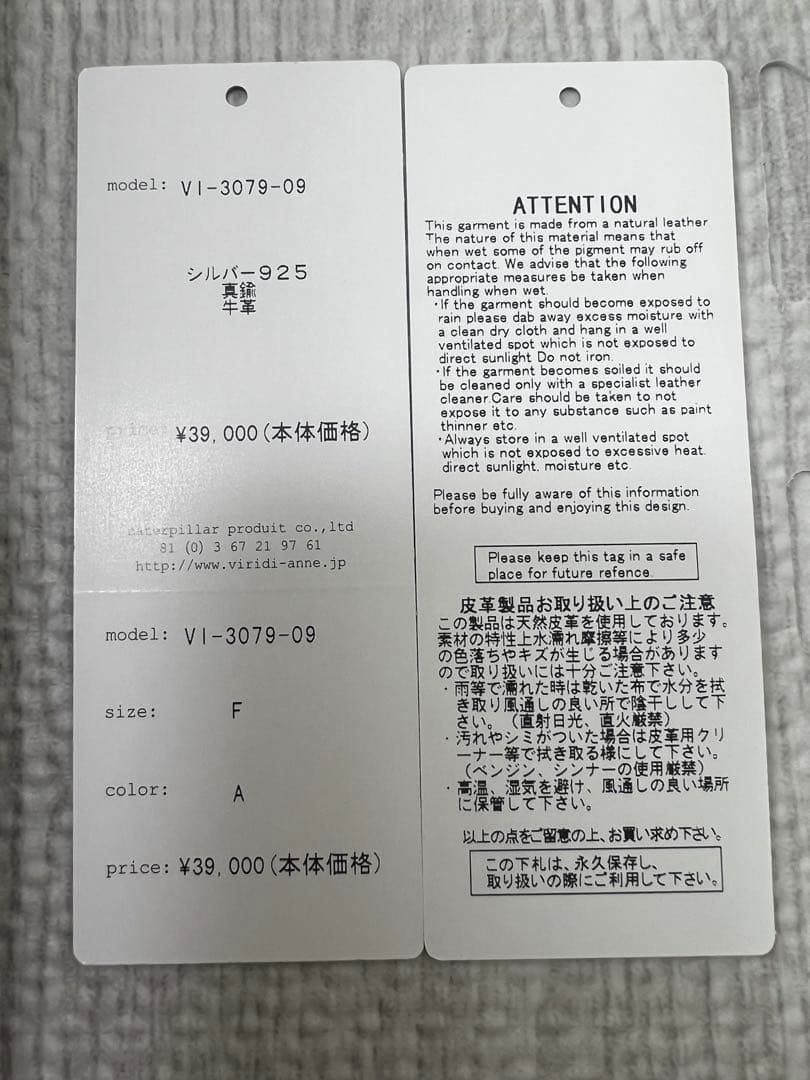 model: VI-3079-09
シルバー925
真鍮
牛革
price: ¥39,000(本体価格)
caterpillar produit co.,ltd
81 (0) 3 67 21 97 61
http://www.viridi-anne.jp
model: VI-3079-09
size: F
color: A
price: ¥39,000(本体価格)
ATTENTION
This garment is made from a natural leather
The nature of this material means that
when wet some of the pigment may rub off
on contact. We advise that the following
appropriate measures be taken when
handling when wet.
・If the garment should become exposed to
rain please dab away excess moisture with
a clean dry cloth and hang in a well
ventilated spot which is not exposed to
direct sunlight Do not iron.
・If the garment becomes soiled it should
be cleaned only with a specialist leather
cleaner.Care should be taken to not
expose it to any substance such as paint
thinner etc.
・Always store in a well ventilated spot
which is not exposed to excessive heat.
direct sunlight, moisture etc.
Please be fully aware of this information
before buying and enjoying this design.
Please keep this tag in a safe
place for future refence.
皮革製品お取り扱い上のご注意
この製品は天然皮革を使用しております。
素材の特性上水濡れ摩擦等により多少
の色落ちやキズが生じる場合があります
ので取り扱いには十分ご注意下さい。
・雨等で濡れた時は乾いた布で水分を拭
き取り風通しの良い所で陰干しして下
さい。（直射日光、直火厳禁）
・汚れやシミがついた場合は皮革用クリ
ーナー等で拭き取る様にして下さい。
（ベンジン、シンナーの使用厳禁）
・高温、湿気を避け、風通しの良い場所
に保管して下さい。
以上の点をご留意の上、お買い求め下さい。
この下札は、永久保存し、
取り扱いの際にご利用して下さい。